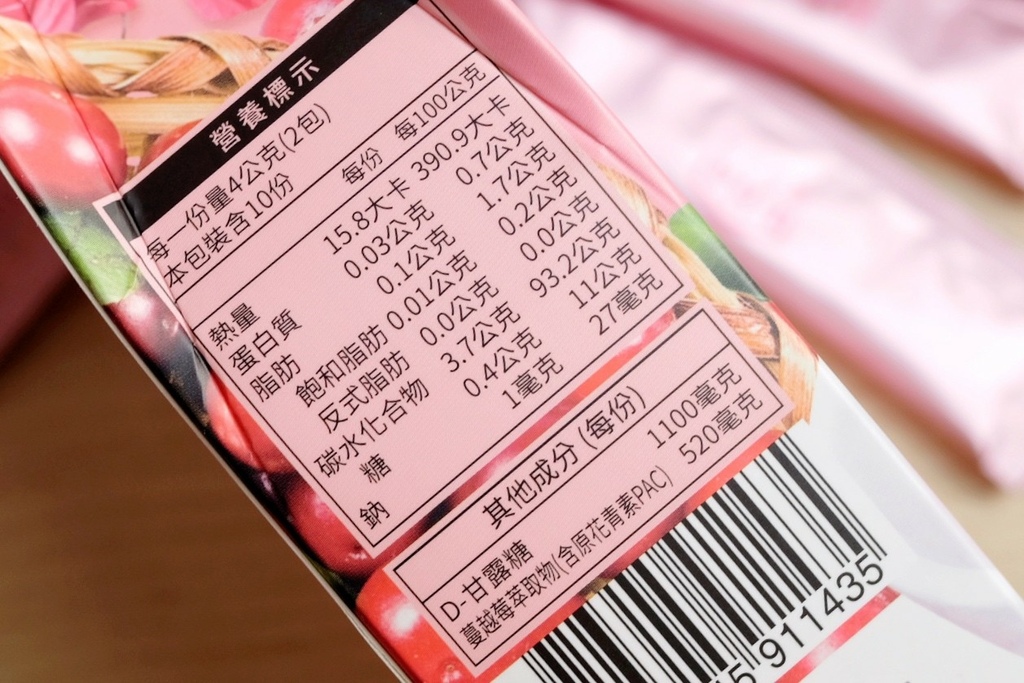 營養標示
每一份量4公克(2包)
本包裝含10份
每份 每100公克
熱量 15.8大卡 390.9大卡
蛋白質 0.03公克 0.7公克
脂肪 0.1公克 1.7公克
飽和脂肪 0.01公克 0.2公克
反式脂肪 0.0公克 0.0公克
碳水化合物 3.7公克 93.2公克
糖 0.4公克 11公克
鈉 1毫克 27毫克
其他成分(每份)
D-甘露糖 1100毫克
蔓越莓萃取物(含原花青素PAC) 520毫克
5 911435